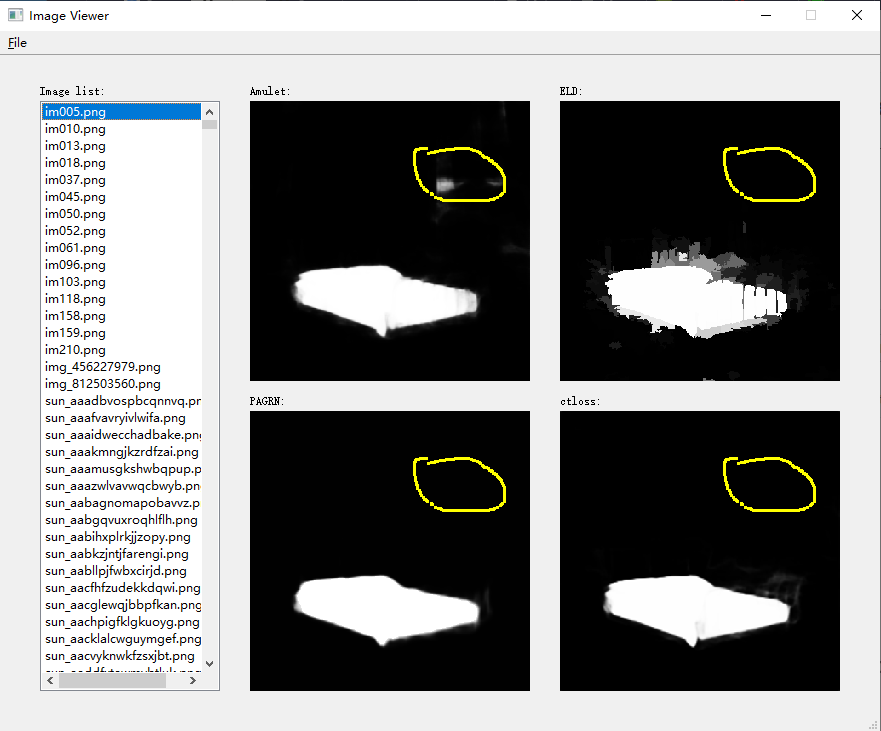 Image Viewer
File
Image list:
im005.png
im010.png
im013.png
im018.png
im037.png
im045.png
im050.png
im052.png
im061.png
im096.png
im103.png
im118.png
im158.png
im159.png
im210.png
img_456227979.png
img_812503560.png
sun_aaadbvospbcqnnvq.pn
sun_aaafvavryivlwifa.png
sun_aaaidwecchadbake.png
sun_aaakmngjkzrdfzai.png
sun_aaamusgkshwbqpup.p
sun_aaazwlvavwqcbwyb.pn
sun_aabagnomapobavvz.p
sun_aabgqvuxroqhlflh.png
sun_aabihxplrkjjzopy.png
sun_aabkzjntjfarengi.png
sun_aabllpjfwbxcirjd.png
sun_aacfhfzudekkdqwi.png
sun_aacglewqjbbpfkan.png
sun_aachpigfklgkuoyg.png
sun_aacklalcwguymgef.png
sun_aacvyknwkfzsxjbt.png
Amulet:
ELD:
PAGRN:
ctloss: